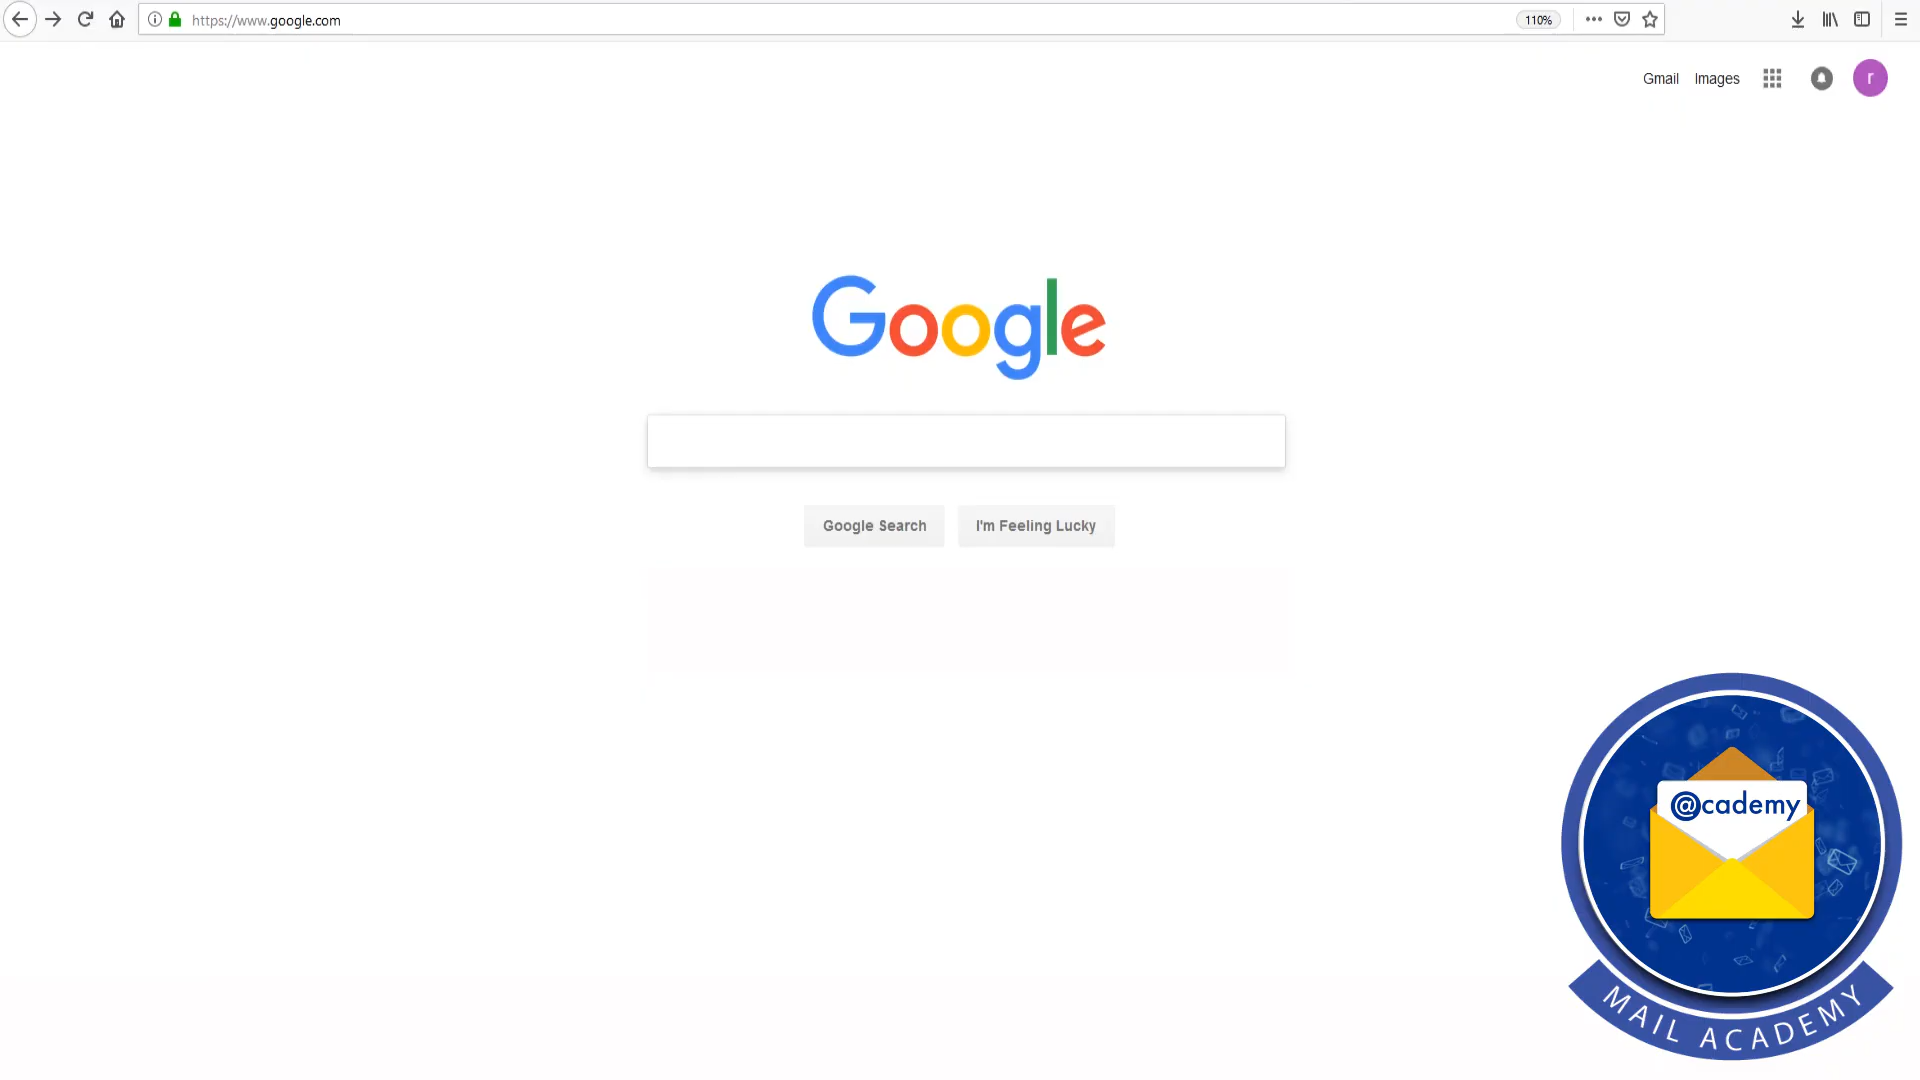 https://www.google.com
110%
Gmail Images
r
Google
Google Search
I'm Feeling Lucky
@cademy
MAIL ACADEMY